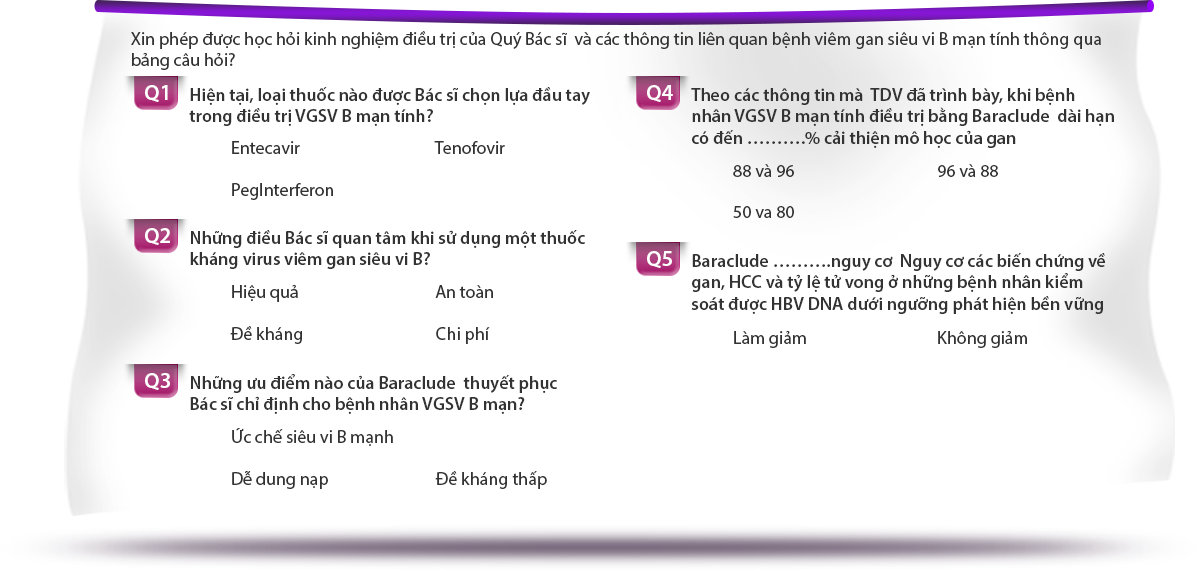 Xin phép được học hỏi kinh nghiệm điều trị của Quý Bác sĩ và các thông tin liên quan bệnh viêm gan siêu vi B mạn tính thông qua
bảng câu hỏi?
Q1
Hiện tại, loại thuốc nào được Bác sĩ chọn lựa đầu tay
trong điều trị VGSV B mạn tính?
Entecavir
Tenofovir
PegInterferon
Q2
Những điều Bác sĩ quan tâm khi sử dụng một thuốc
kháng virus viêm gan siêu vi B?
Hiệu quả
An toàn
Đề kháng
Chi phí
Q3
Những ưu điểm nào của Baraclude thuyết phục
Bác sĩ chỉ định cho bệnh nhân VGSV B mạn?
Ức chế siêu vi B mạnh
Dễ dung nạp
Đề kháng thấp
Q4
Theo các thông tin mà TDV đã trình bày, khi bệnh
nhân VGSV B mạn tính điều trị bằng Baraclude dài hạn
có đến ……….% cải thiện mô học của gan
88 và 96
96 và 88
50 va 80
Q5
Baraclude ……….nguy cơ Nguy cơ các biến chứng về
gan, HCC và tỷ lệ tử vong ở những bệnh nhân kiểm
soát được HBV DNA dưới ngưỡng phát hiện bền vững
Làm giảm
Không giảm